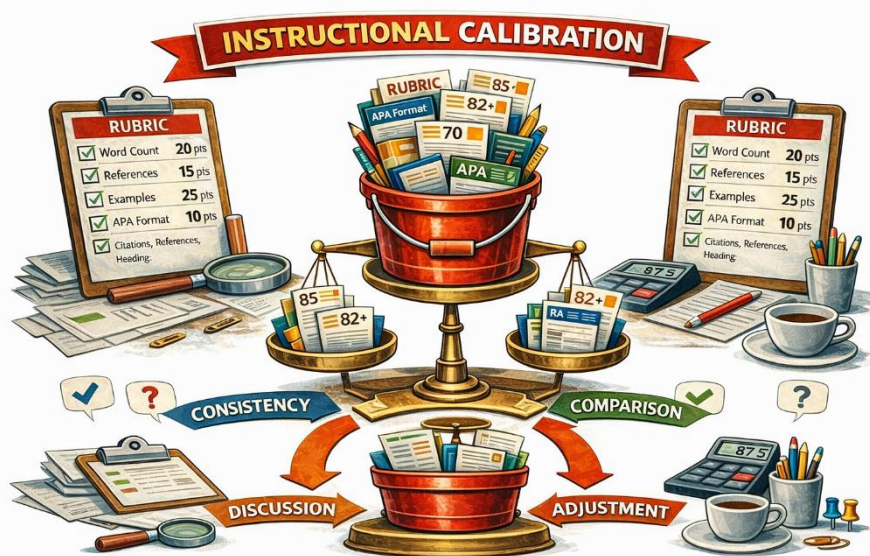 INSTRUCTIONAL CALIBRATION
RUBRIC
Word Count 20 pts
References 15 pts
Examples 25 pts
APA Format 10 pts
Citations, References,
Heading:
RUBRIC
85+
APA Format
82+
70
APA
RUBRIC
Word Count 20 pts
References 15 pts
Examples 25 pts
APA Format 10 pts
Citations, References,
Heading:
875
85
82+
82+
RA
?
CONSISTENCY
COMPARISON
?
875
DISCUSSION
ADJUSTMENT